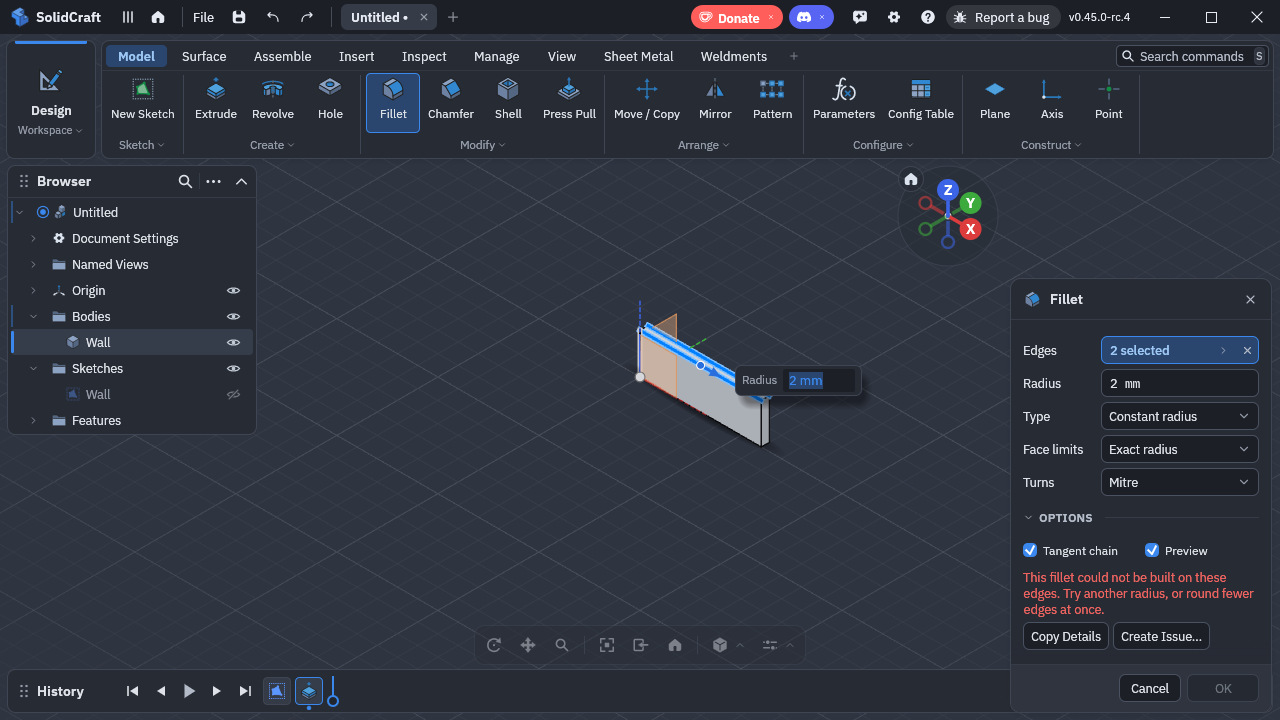 SolidCraft
File
Untitled •
Donate
Report a bug
v0.45.0-rc.4
Design
Workspace
Model
Surface
Assemble
Insert
Inspect
Manage
View
Sheet Metal
Weldments
Search commands
S
New Sketch
Extrude
Revolve
Hole
Fillet
Chamfer
Shell
Press Pull
Move / Copy
Mirror
Pattern
Parameters
Config Table
Plane
Axis
Point
Sketch
Create
Modify
Arrange
Configure
Construct
Browser
Untitled
Document Settings
Named Views
Origin
Bodies
Wall
Sketches
Wall
Features
Z
Y
X
Radius 2 mm
Fillet
Edges 2 selected
Radius 2 mm
Type Constant radius
Face limits Exact radius
Turns Mitre
OPTIONS
Tangent chain Preview
This fillet could not be built on these
edges. Try another radius, or round fewer
edges at once.
Copy Details Create Issue...
Cancel OK
History